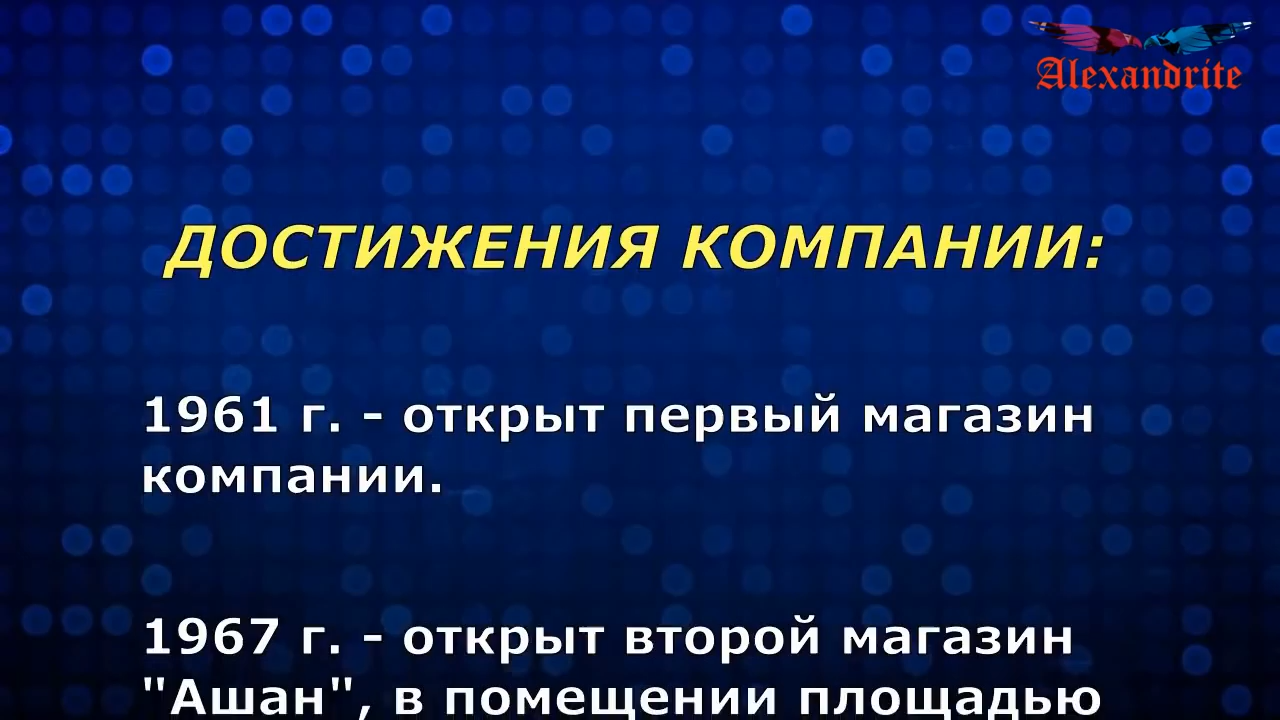 Alexandrite
ДОСТИЖЕНИЯ КОМПАНИИ:
1961 г. - открыт первый магазин
компании.
1967 г. - открыт второй магазин
"Ашан", в помещении площадью